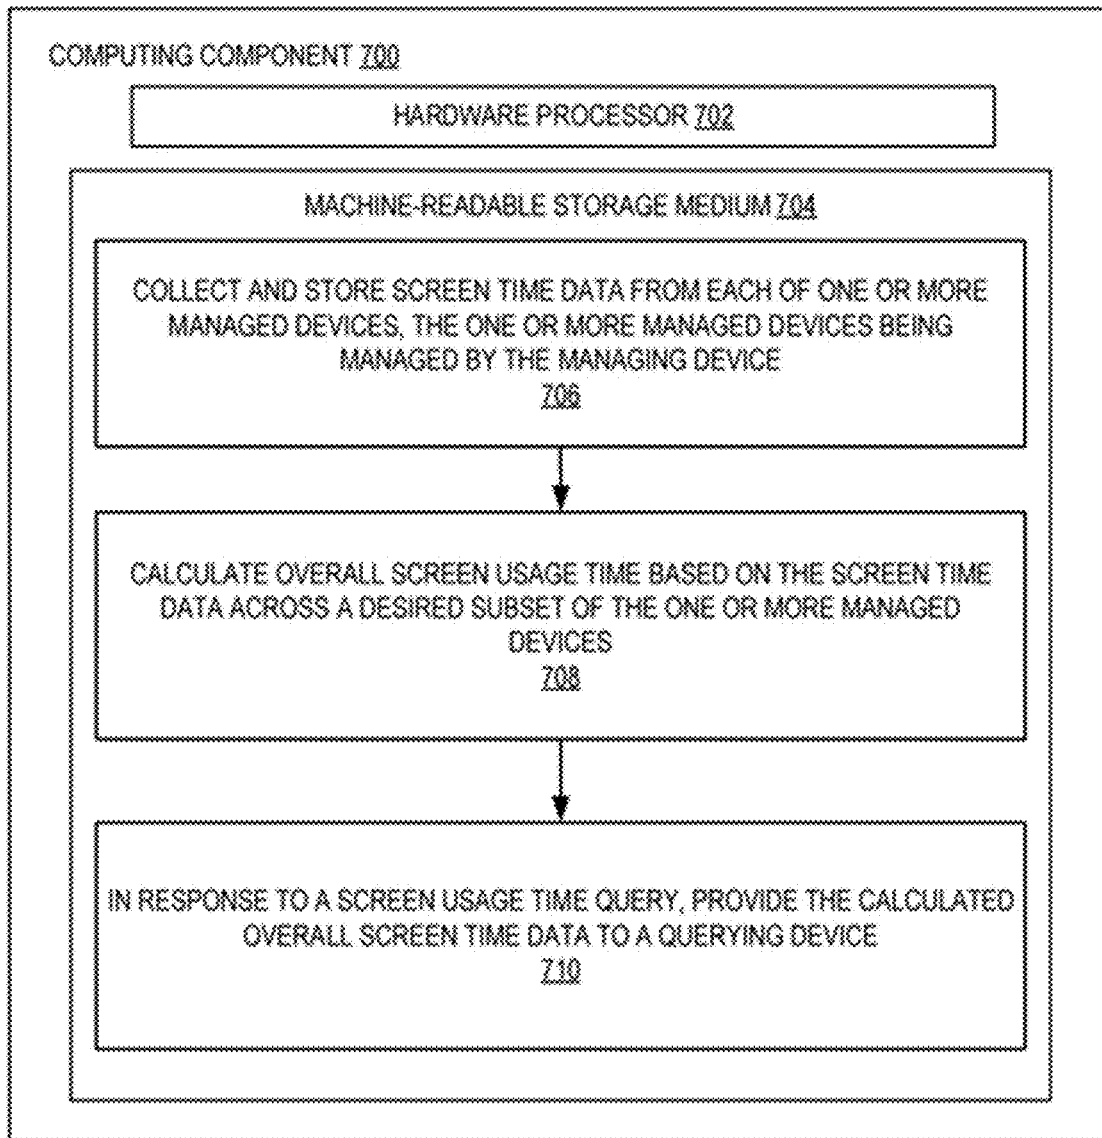 COMPUTING COMPONENT 700
HARDWARE PROCESSOR 702
MACHINE-READABLE STORAGE MEDIUM 704
COLLECT AND STORE SCREEN TIME DATA FROM EACH OF ONE OR MORE
MANAGED DEVICES, THE ONE OR MORE MANAGED DEVICES BEING
MANAGED BY THE MANAGING DEVICE
706
CALCULATE OVERALL SCREEN USAGE TIME BASED ON THE SCREEN TIME
DATA ACROSS A DESIRED SUBSET OF THE ONE OR MORE MANAGED
DEVICES
708
IN RESPONSE TO A SCREEN USAGE TIME QUERY, PROVIDE THE CALCULATED
OVERALL SCREEN TIME DATA TO A QUERYING DEVICE
710